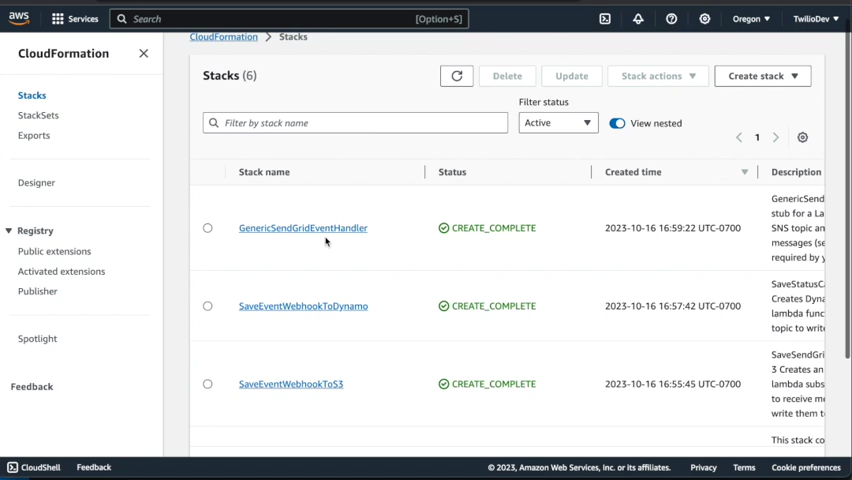 aws Services Search [Option+S] Oregon ▼ TwilioDev ▼
CloudFormation
Stacks
StackSets
Exports
Designer
Registry
Public extensions
Activated extensions
Publisher
Spotlight
Feedback
CloudFormation > Stacks
Stacks (6) Delete Update Stack actions ▼ Create stack ▼
Filter status
Filter by stack name Active View nested
1
Stack name Status Created time Description
GenericSendGridEventHandler CREATE_COMPLETE 2023-10-16 16:59:22 UTC-0700
GenericSend
stub for a La
SNS topic an
messages (se
required by y
SaveEventWebhookToDynamo CREATE_COMPLETE 2023-10-16 16:57:42 UTC-0700
SaveStatusCa
Creates Dyna
lambda func
topic to write
SaveEventWebhookToS3 CREATE_COMPLETE 2023-10-16 16:55:45 UTC-0700
SaveSendGri
3 Creates an
lambda subs
to receive me
write them t
This stack co
CloudShell Feedback © 2023, Amazon Web Services, Inc. or its affiliates. Privacy Terms Cookie preferences